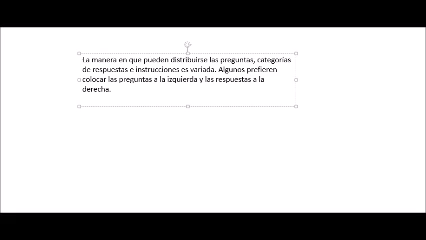 La manera en que pueden distribuirse las preguntas, categorías
de respuestas e instrucciones es variada. Algunos prefieren
colocar las preguntas a la izquierda y las respuestas a la
derecha.